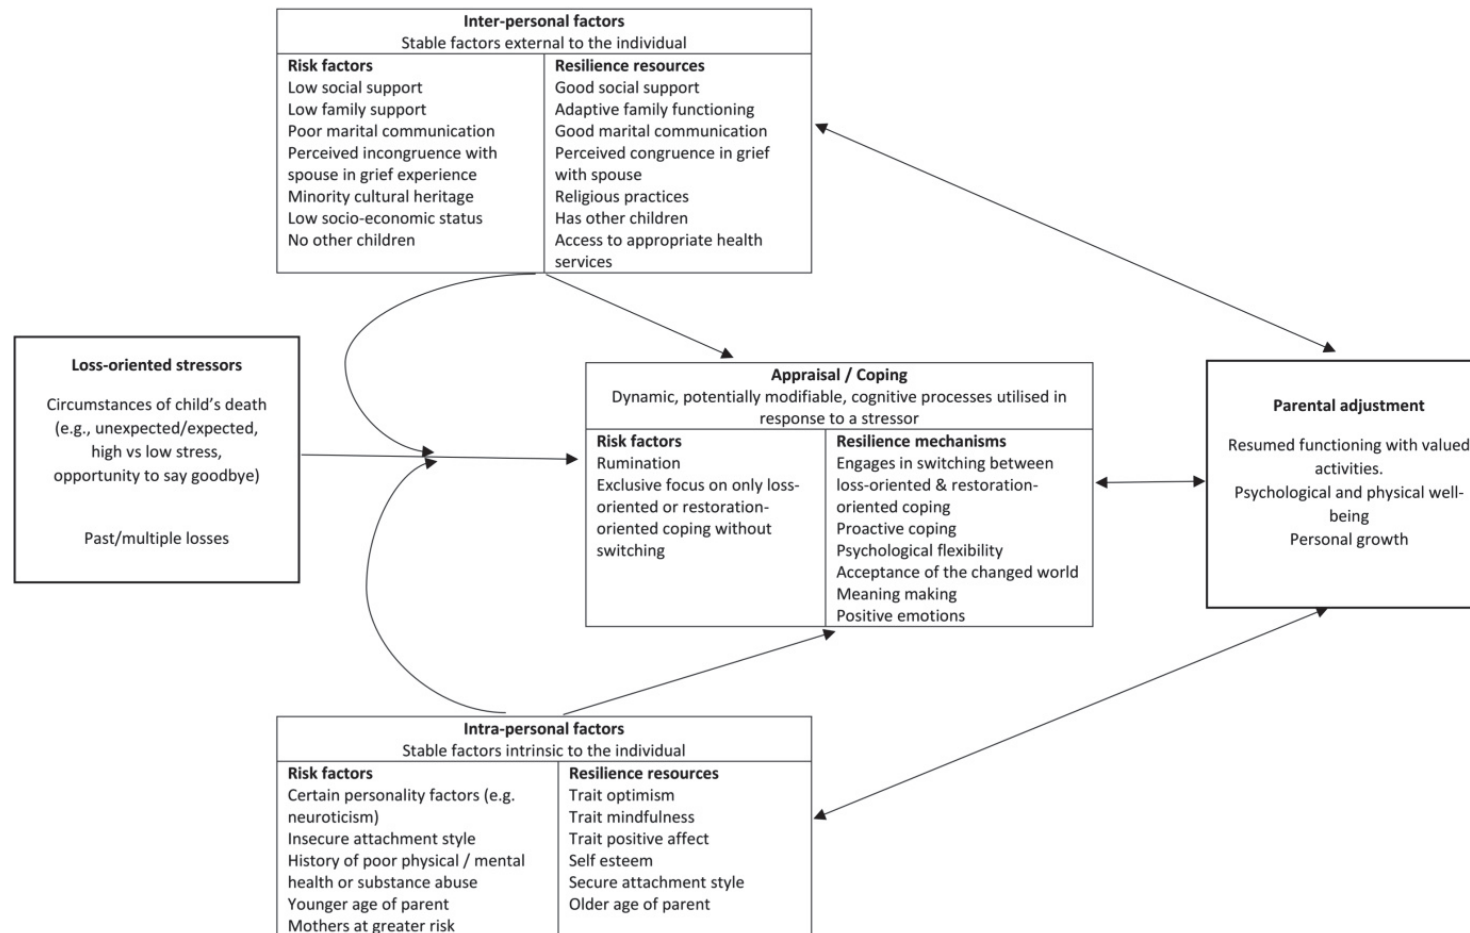 Inter-personal factors
Stable factors external to the individual
Risk factors
Low social support
Low family support
Poor marital communication
Perceived incongruence with
spouse in grief experience
Minority cultural heritage
Low socio-economic status
No other children
Resilience resources
Good social support
Adaptive family functioning
Good marital communication
Perceived congruence in grief
with spouse
Religious practices
Has other children
Access to appropriate health
services
Loss-oriented stressors
Circumstances of child’s death
(e.g., unexpected/expected,
high vs low stress,
opportunity to say goodbye)
Past/multiple losses
Appraisal / Coping
Dynamic, potentially modifiable, cognitive processes utilised in
response to a stressor
Risk factors
Rumination
Exclusive focus on only loss-
oriented or restoration-
oriented coping without
switching
Resilience mechanisms
Engages in switching between
loss-oriented & restoration-
oriented coping
Proactive coping
Psychological flexibility
Acceptance of the changed world
Meaning making
Positive emotions
Parental adjustment
Resumed functioning with valued
activities.
Psychological and physical well-
being
Personal growth
Intra-personal factors
Stable factors intrinsic to the individual
Risk factors
Certain personality factors (e.g.
neuroticism)
Insecure attachment style
History of poor physical / mental
health or substance abuse
Younger age of parent
Mothers at greater risk
Resilience resources
Trait optimism
Trait mindfulness
Trait positive affect
Self esteem
Secure attachment style
Older age of parent